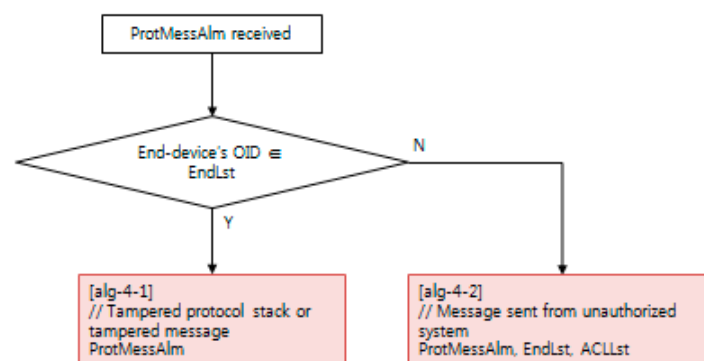 ProtMessAlm received
End-device's OID ∈
EndLst
N
Y
[alg-4-1]
// Tampered protocol stack or
tampered message
ProtMessAlm
[alg-4-2]
// Message sent from unauthorized
system
ProtMessAlm, EndLst, ACLLst